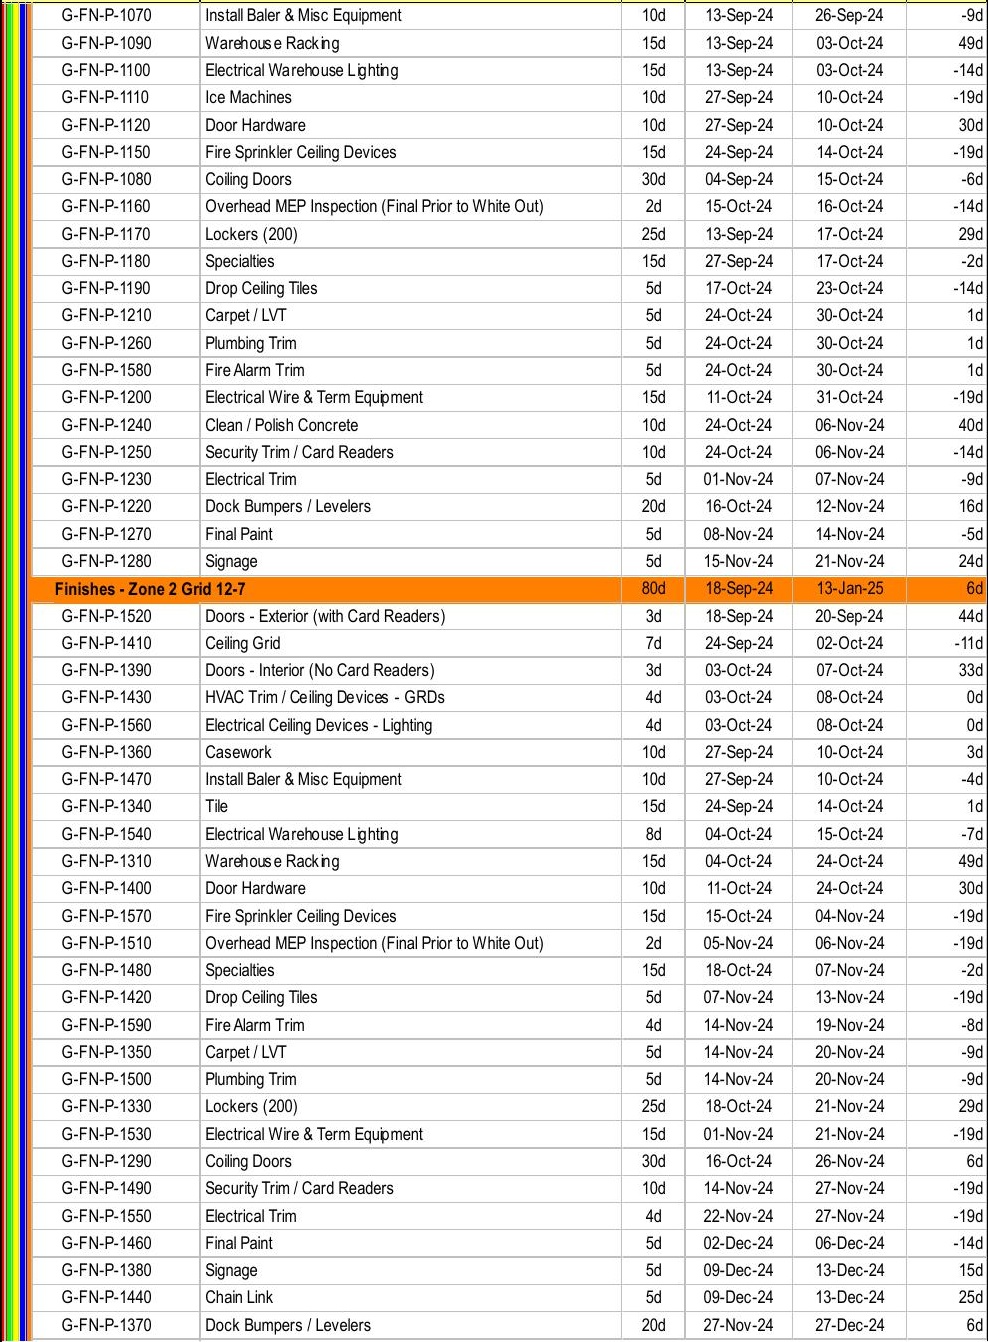 G-FN-P-1070 Install Baler & Misc Equipment 10d 13-Sep-24 26-Sep-24 -9d
G-FN-P-1090 Warehouse Racking 15d 13-Sep-24 03-Oct-24 49d
G-FN-P-1100 Electrical Warehouse Lighting 15d 13-Sep-24 03-Oct-24 -14d
G-FN-P-1110 Ice Machines 10d 27-Sep-24 10-Oct-24 -19d
G-FN-P-1120 Door Hardware 10d 27-Sep-24 10-Oct-24 30d
G-FN-P-1150 Fire Sprinkler Ceiling Devices 15d 24-Sep-24 14-Oct-24 -19d
G-FN-P-1080 Coiling Doors 30d 04-Sep-24 15-Oct-24 -6d
G-FN-P-1160 Overhead MEP Inspection (Final Prior to White Out) 2d 15-Oct-24 16-Oct-24 -14d
G-FN-P-1170 Lockers (200) 25d 13-Sep-24 17-Oct-24 29d
G-FN-P-1180 Specialties 15d 27-Sep-24 17-Oct-24 -2d
G-FN-P-1190 Drop Ceiling Tiles 5d 17-Oct-24 23-Oct-24 -14d
G-FN-P-1210 Carpet / LVT 5d 24-Oct-24 30-Oct-24 1d
G-FN-P-1260 Plumbing Trim 5d 24-Oct-24 30-Oct-24 1d
G-FN-P-1580 Fire Alarm Trim 5d 24-Oct-24 30-Oct-24 1d
G-FN-P-1200 Electrical Wire & Term Equipment 15d 11-Oct-24 31-Oct-24 -19d
G-FN-P-1240 Clean / Polish Concrete 10d 24-Oct-24 06-Nov-24 40d
G-FN-P-1250 Security Trim / Card Readers 10d 24-Oct-24 06-Nov-24 -14d
G-FN-P-1230 Electrical Trim 5d 01-Nov-24 07-Nov-24 -9d
G-FN-P-1220 Dock Bumpers / Levelers 20d 16-Oct-24 12-Nov-24 16d
G-FN-P-1270 Final Paint 5d 08-Nov-24 14-Nov-24 -5d
G-FN-P-1280 Signage 5d 15-Nov-24 21-Nov-24 24d
Finishes - Zone 2 Grid 12-7 80d 18-Sep-24 13-Jan-25 6d
G-FN-P-1520 Doors - Exterior (with Card Readers) 3d 18-Sep-24 20-Sep-24 44d
G-FN-P-1410 Ceiling Grid 7d 24-Sep-24 02-Oct-24 -11d
G-FN-P-1390 Doors - Interior (No Card Readers) 3d 03-Oct-24 07-Oct-24 33d
G-FN-P-1430 HVAC Trim / Ceiling Devices - GRDs 4d 03-Oct-24 08-Oct-24 0d
G-FN-P-1560 Electrical Ceiling Devices - Lighting 4d 03-Oct-24 08-Oct-24 0d
G-FN-P-1360 Casework 10d 27-Sep-24 10-Oct-24 3d
G-FN-P-1470 Install Baler & Misc Equipment 10d 27-Sep-24 10-Oct-24 -4d
G-FN-P-1340 Tile 15d 24-Sep-24 14-Oct-24 1d
G-FN-P-1540 Electrical Warehouse Lighting 8d 04-Oct-24 15-Oct-24 -7d
G-FN-P-1310 Warehouse Racking 15d 04-Oct-24 24-Oct-24 49d
G-FN-P-1400 Door Hardware 10d 11-Oct-24 24-Oct-24 30d
G-FN-P-1570 Fire Sprinkler Ceiling Devices 15d 15-Oct-24 04-Nov-24 -19d
G-FN-P-1510 Overhead MEP Inspection (Final Prior to White Out) 2d 05-Nov-24 06-Nov-24 -19d
G-FN-P-1480 Specialties 15d 18-Oct-24 07-Nov-24 -2d
G-FN-P-1420 Drop Ceiling Tiles 5d 07-Nov-24 13-Nov-24 -19d
G-FN-P-1590 Fire Alarm Trim 4d 14-Nov-24 19-Nov-24 -8d
G-FN-P-1350 Carpet / LVT 5d 14-Nov-24 20-Nov-24 -9d
G-FN-P-1500 Plumbing Trim 5d 14-Nov-24 20-Nov-24 -9d
G-FN-P-1330 Lockers (200) 25d 18-Oct-24 21-Nov-24 29d
G-FN-P-1530 Electrical Wire & Term Equipment 15d 01-Nov-24 21-Nov-24 -19d
G-FN-P-1290 Coiling Doors 30d 16-Oct-24 26-Nov-24 6d
G-FN-P-1490 Security Trim / Card Readers 10d 14-Nov-24 27-Nov-24 -19d
G-FN-P-1550 Electrical Trim 4d 22-Nov-24 27-Nov-24 -19d
G-FN-P-1460 Final Paint 5d 02-Dec-24 06-Dec-24 -14d
G-FN-P-1380 Signage 5d 09-Dec-24 13-Dec-24 15d
G-FN-P-1440 Chain Link 5d 09-Dec-24 13-Dec-24 25d
G-FN-P-1370 Dock Bumpers / Levelers 20d 27-Nov-24 27-Dec-24 6d